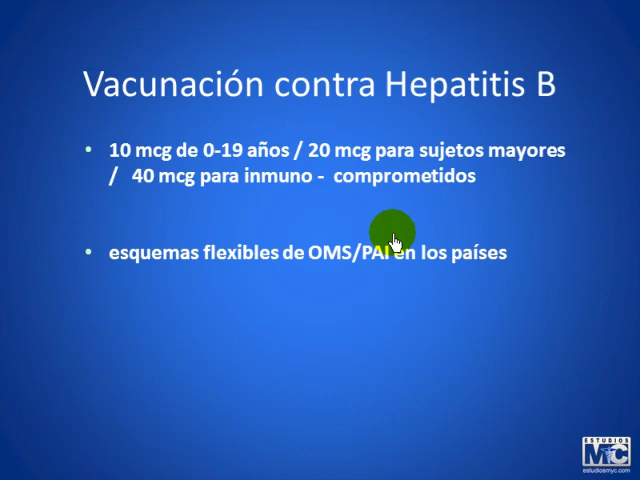 Vacunación contra Hepatitis B
• 10 mcg de 0-19 años / 20 mcg para sujetos mayores
/ 40 mcg para inmuno - comprometidos
• esquemas flexibles de OMS/PAI en los países
ESTUDIOS
MyC
estudiosmyc.com